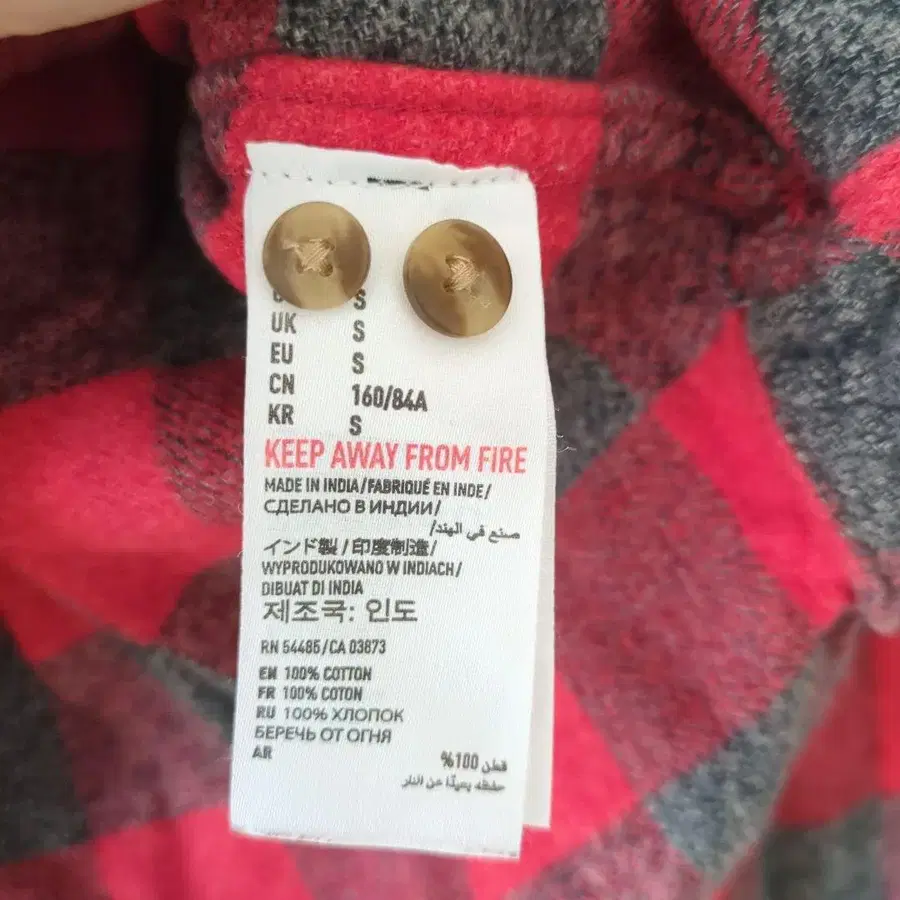 S
UK S
EU S
CN 160/84A
KR S
KEEP AWAY FROM FIRE
MADE IN INDIA/FABRIQUÉ EN INDE/
СДЕЛАНО В ИНДИИ/
صنع في الهند/
インド製/印度制造/
WYPRODUKOWANO W INDIACH/
DIBUAT DI INDIA
제조국: 인도
RN 54485/CA 03873
EN 100% COTTON
FR 100% COTON
RU 100% ХЛОПОК
БЕРЕЧЬ ОТ ОГНЯ
AR
قطن 100%
حفظه بعيدًا عن النار